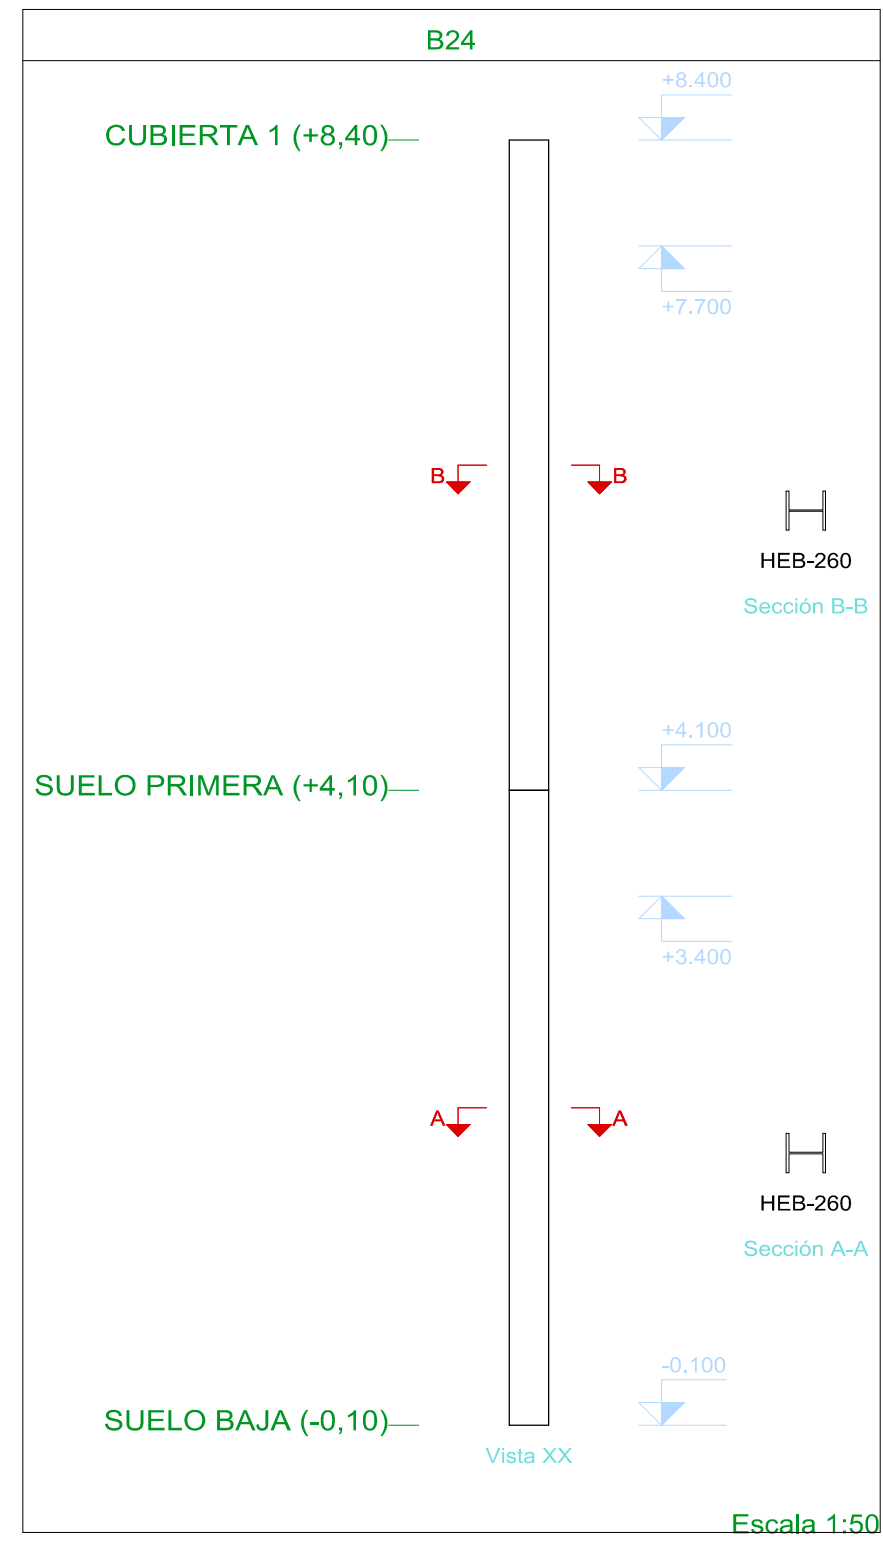 B24
+8.400
CUBIERTA 1 (+8,40)
+7.700
B B
HEB-260
Sección B-B
+4.100
SUELO PRIMERA (+4,10)
+3.400
A A
HEB-260
Sección A-A
-0.100
SUELO BAJA (-0,10)
Vista XX
Escala 1:50